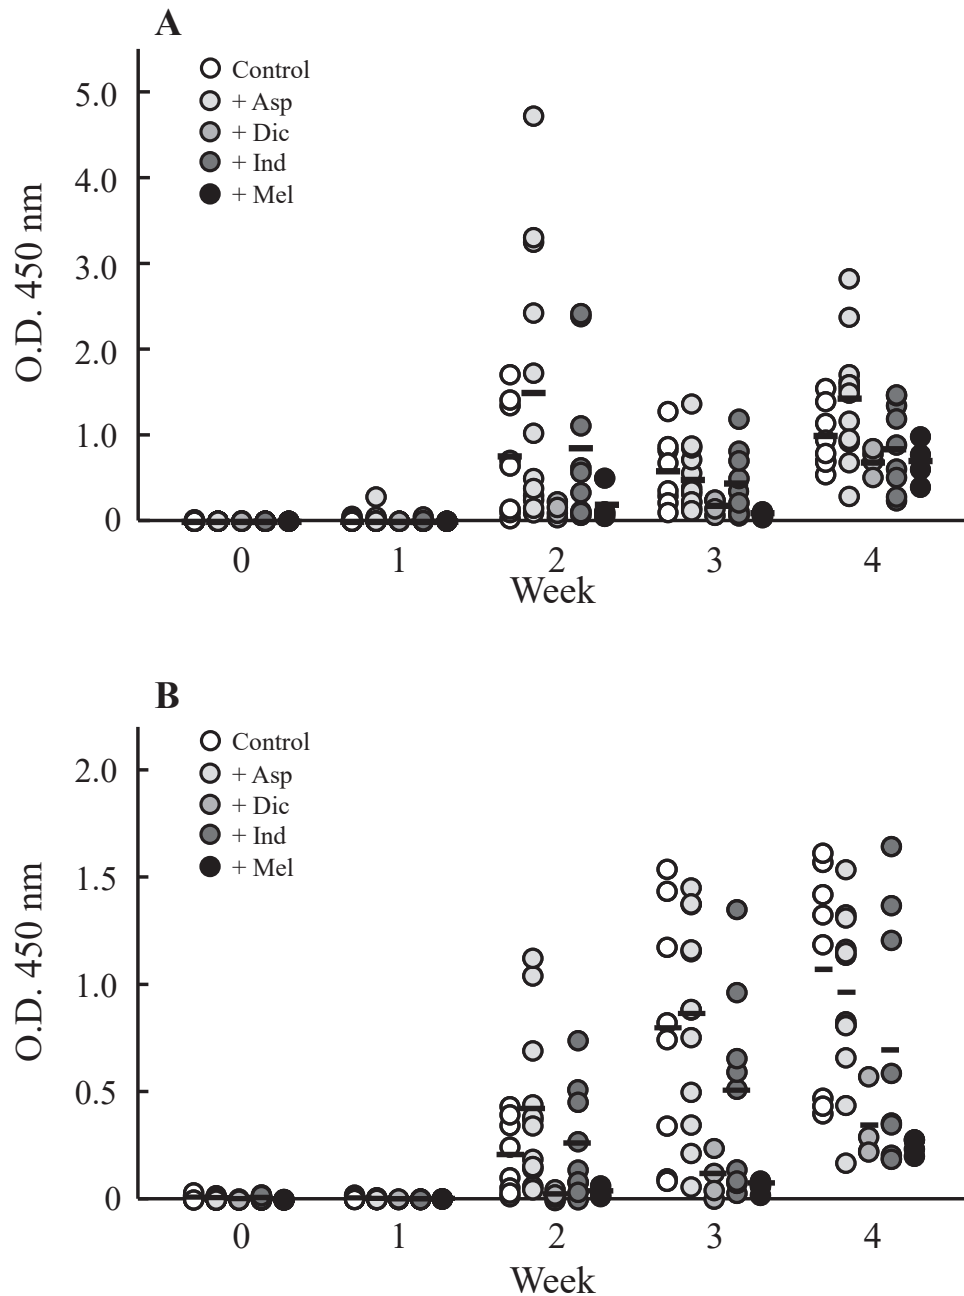 A
Control
+ Asp
+ Dic
+ Ind
+ Mel
5.0
4.0
3.0
2.0
1.0
0
O.D. 450 nm
0 1 2 3 4
Week
B
Control
+ Asp
+ Dic
+ Ind
+ Mel
2.0
1.5
1.0
0.5
0
O.D. 450 nm
0 1 2 3 4
Week